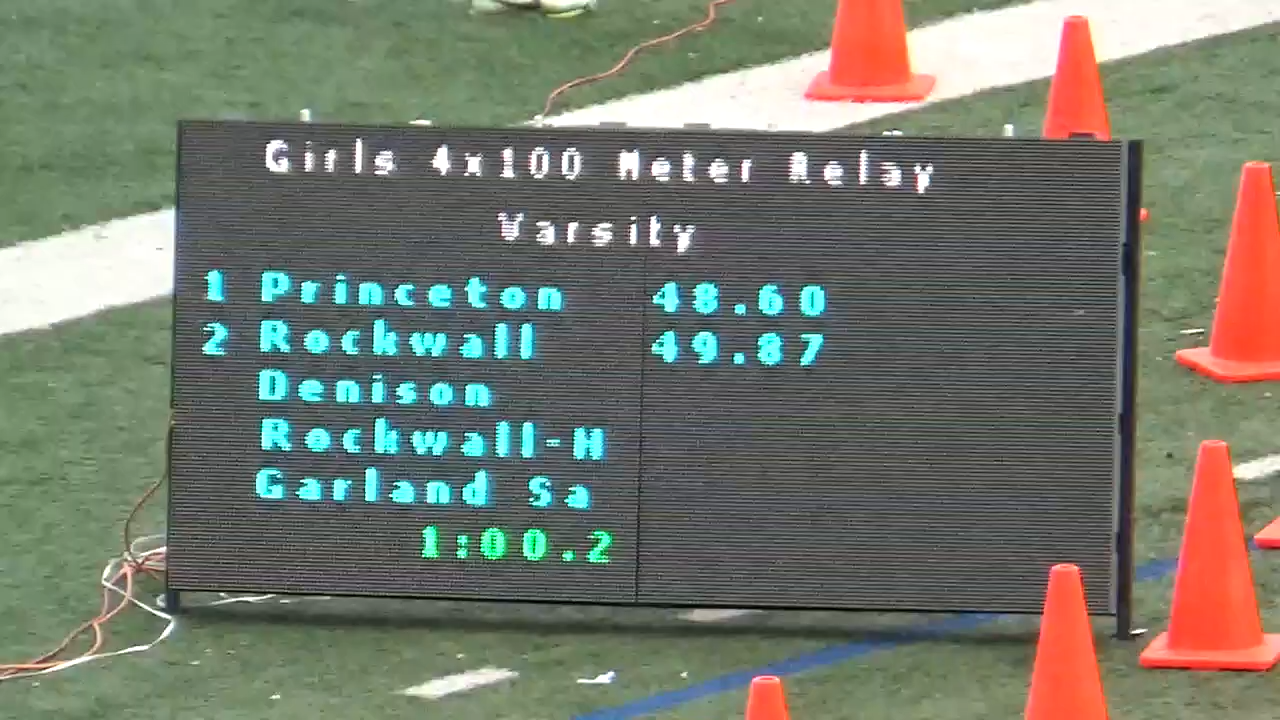 Girls 4x100 Meter Relay
Varsity
1 Princeton 48.60
2 Rockwall 49.87
Denison
Rockwall-H
Garland Sa
1:00.2